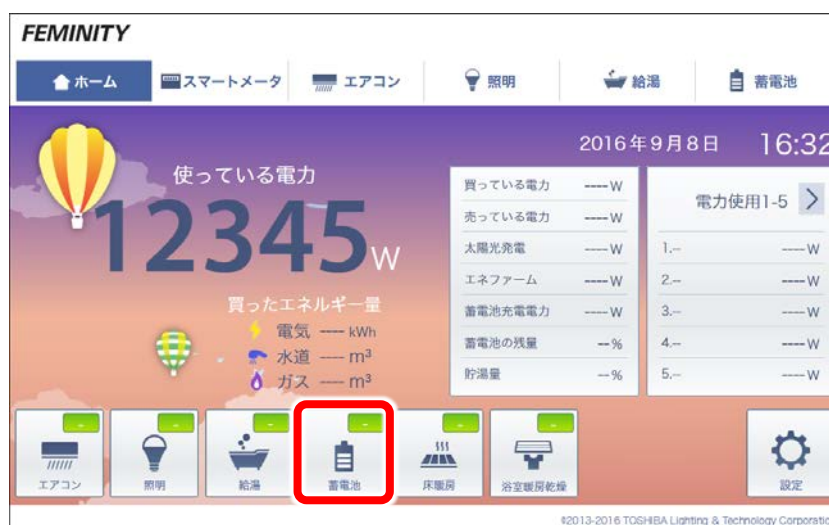 FEMINITY
ホーム スマートメータ エアコン 照明 給湯 蓄電池
2016年9月8日 16:32
使っている電力
12345W
買ったエネルギー量
電気 ---- kWh
水道 ---- m³
ガス ---- m³
買っている電力 ----W
売っている電力 ----W
太陽光発電 ----W
エネファーム ----W
蓄電池充電電力 ----W
蓄電池の残量 --%
貯湯量 --%
電力使用1-5 >
1.-- ----W
2.-- ----W
3.-- ----W
4.-- ----W
5.-- ----W
エアコン 照明 給湯 蓄電池 床暖房 浴室暖房乾燥 設定
©2013-2016 TOSHIBA Lighting & Technology Corporatio